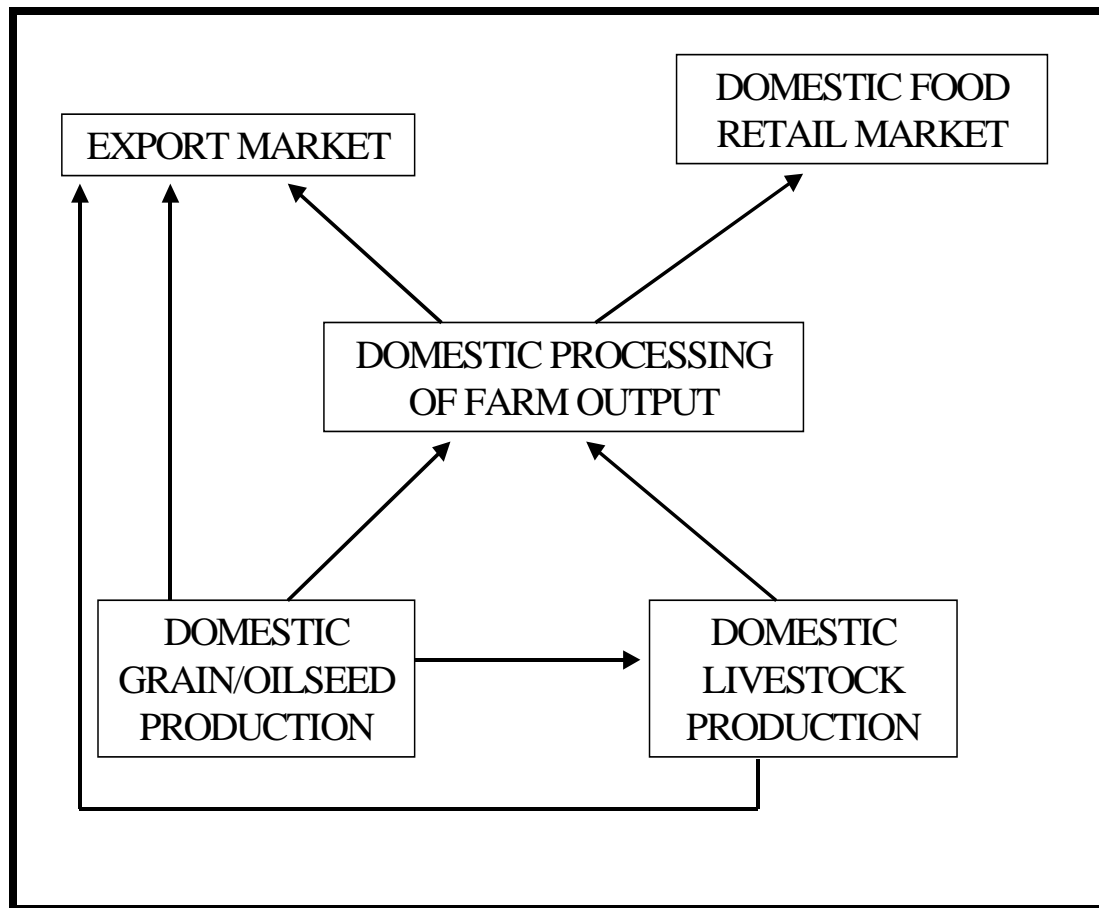 DOMESTIC FOOD
RETAIL MARKET
EXPORT MARKET
DOMESTIC PROCESSING
OF FARM OUTPUT
DOMESTIC
GRAIN/OILSEED
PRODUCTION
DOMESTIC
LIVESTOCK
PRODUCTION